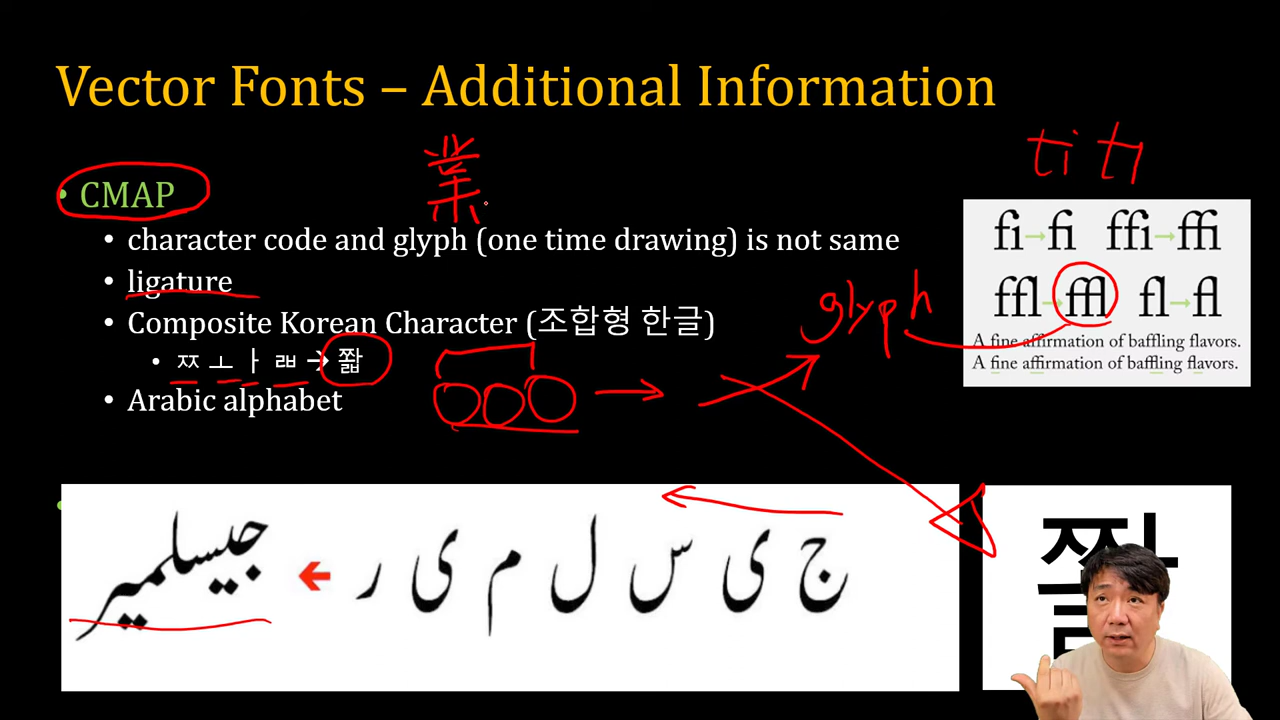 Vector Fonts – Additional Information
業
ti ti
• CMAP
• character code and glyph (one time drawing) is not same
• ligature
• Composite Korean Character (조합형 한글)
• ㅉ ㅗ ㅏ ㄼ → 쫣
• Arabic alphabet
glyph
fi→fi ffi→ffi
ffl→ffl fl→fl
A fine affirmation of baffling flavors.
A fine affirmation of baffling flavors.
ج ی س ل م ی ر ← جیسلمیر